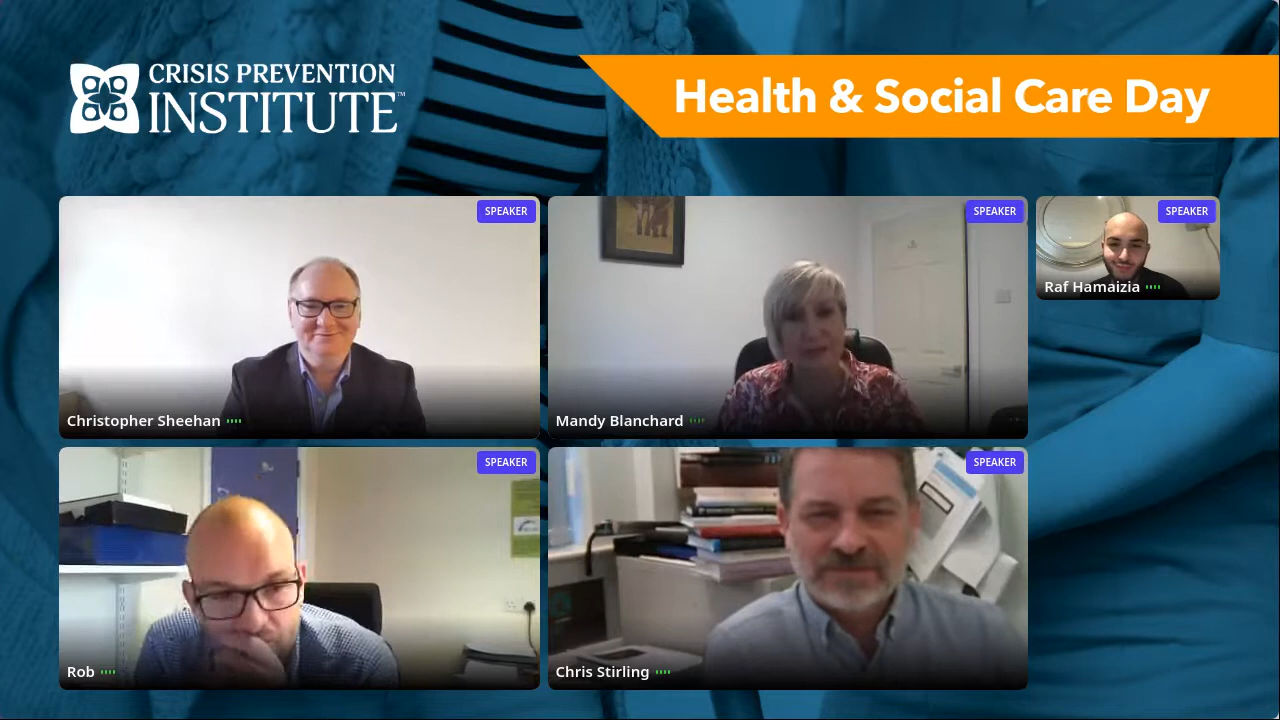 CRISIS PREVENTION
INSTITUTE™
Health & Social Care Day
SPEAKER
Christopher Sheehan
SPEAKER
Mandy Blanchard
SPEAKER
Raf Hamaizia
SPEAKER
Rob
SPEAKER
Chris Stirling